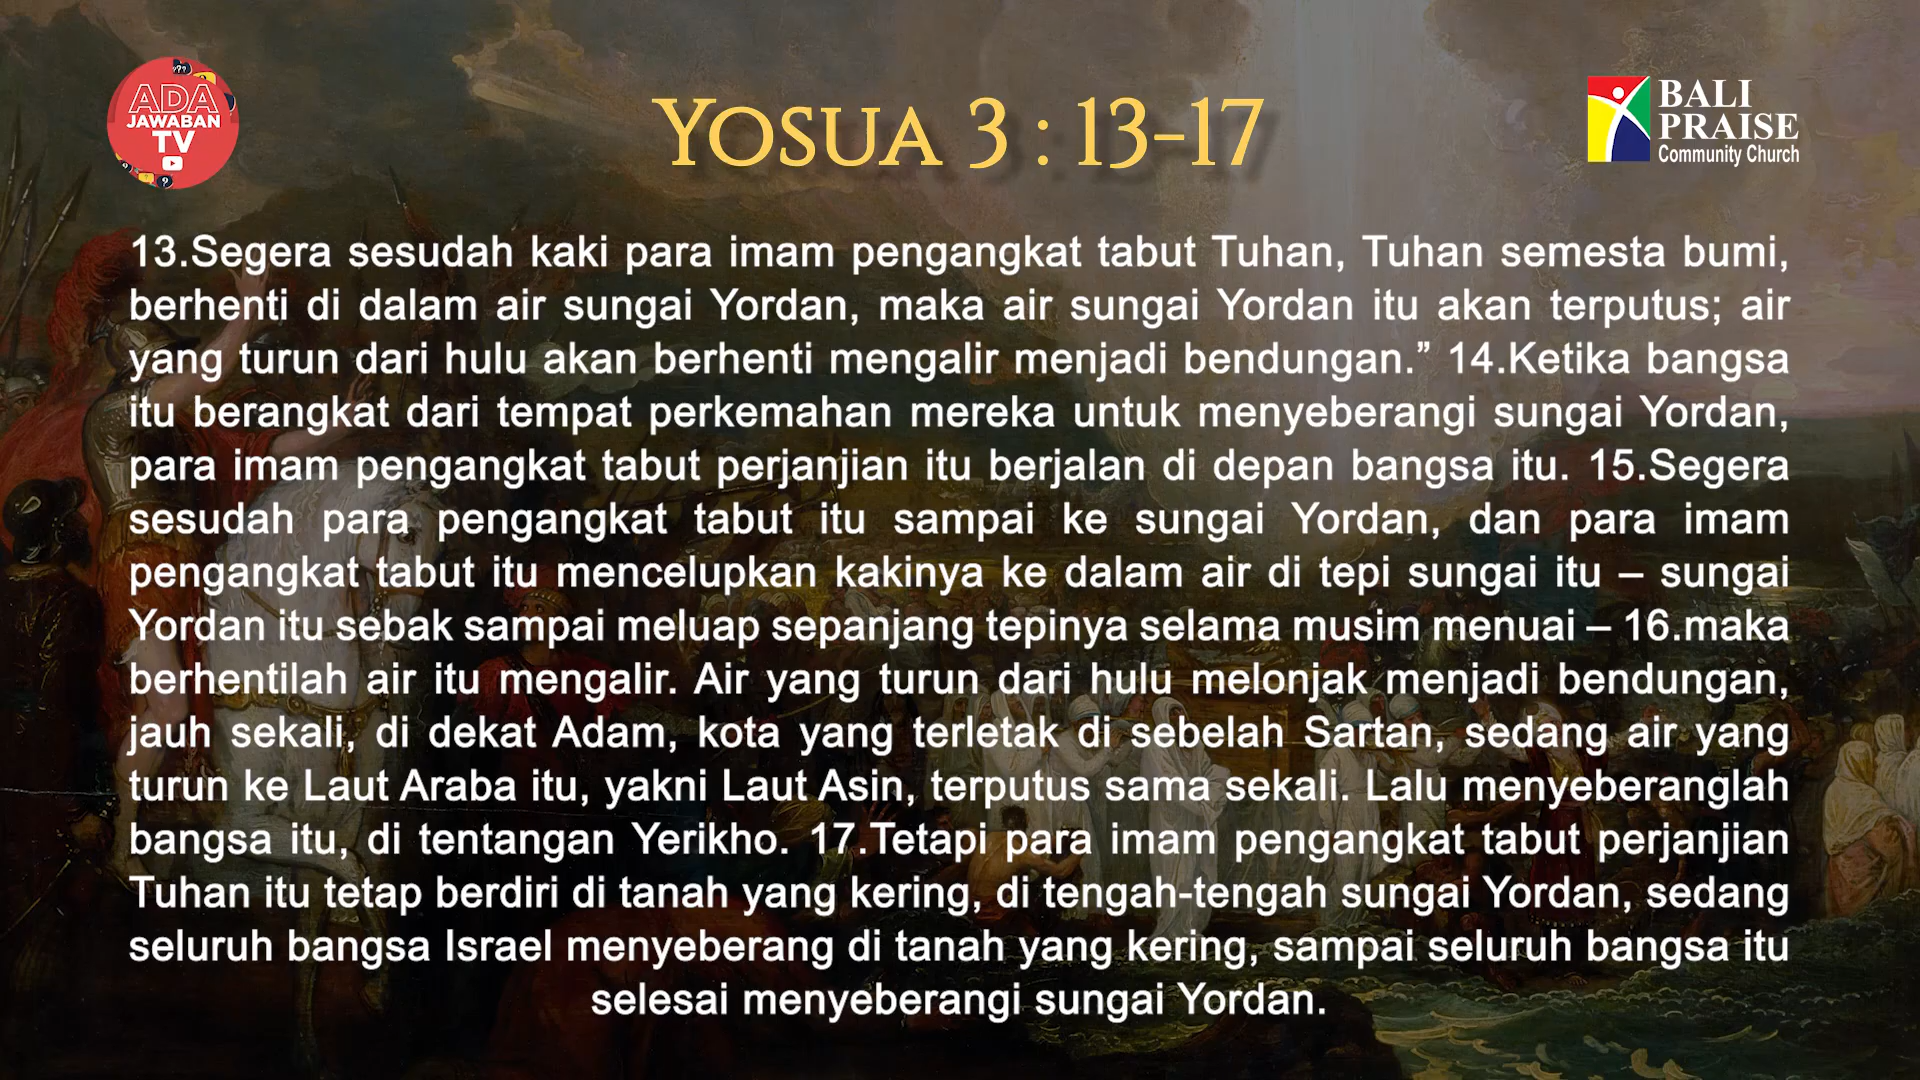 ADA
JAWABAN
TV
YOSUA 3 : 13-17
BALI
PRAISE
Community Church
13.Segera sesudah kaki para imam pengangkat tabut Tuhan, Tuhan semesta bumi,
berhenti di dalam air sungai Yordan, maka air sungai Yordan itu akan terputus; air
yang turun dari hulu akan berhenti mengalir menjadi bendungan.” 14.Ketika bangsa
itu berangkat dari tempat perkemahan mereka untuk menyeberangi sungai Yordan,
para imam pengangkat tabut perjanjian itu berjalan di depan bangsa itu. 15.Segera
sesudah para pengangkat tabut itu sampai ke sungai Yordan, dan para imam
pengangkat tabut itu mencelupkan kakinya ke dalam air di tepi sungai itu – sungai
Yordan itu sebak sampai meluap sepanjang tepinya selama musim menuai – 16.maka
berhentilah air itu mengalir. Air yang turun dari hulu melonjak menjadi bendungan,
jauh sekali, di dekat Adam, kota yang terletak di sebelah Sartan, sedang air yang
turun ke Laut Araba itu, yakni Laut Asin, terputus sama sekali. Lalu menyeberanglah
bangsa itu, di tentangan Yerikho. 17.Tetapi para imam pengangkat tabut perjanjian
Tuhan itu tetap berdiri di tanah yang kering, di tengah-tengah sungai Yordan, sedang
seluruh bangsa Israel menyeberang di tanah yang kering, sampai seluruh bangsa itu
selesai menyeberangi sungai Yordan.